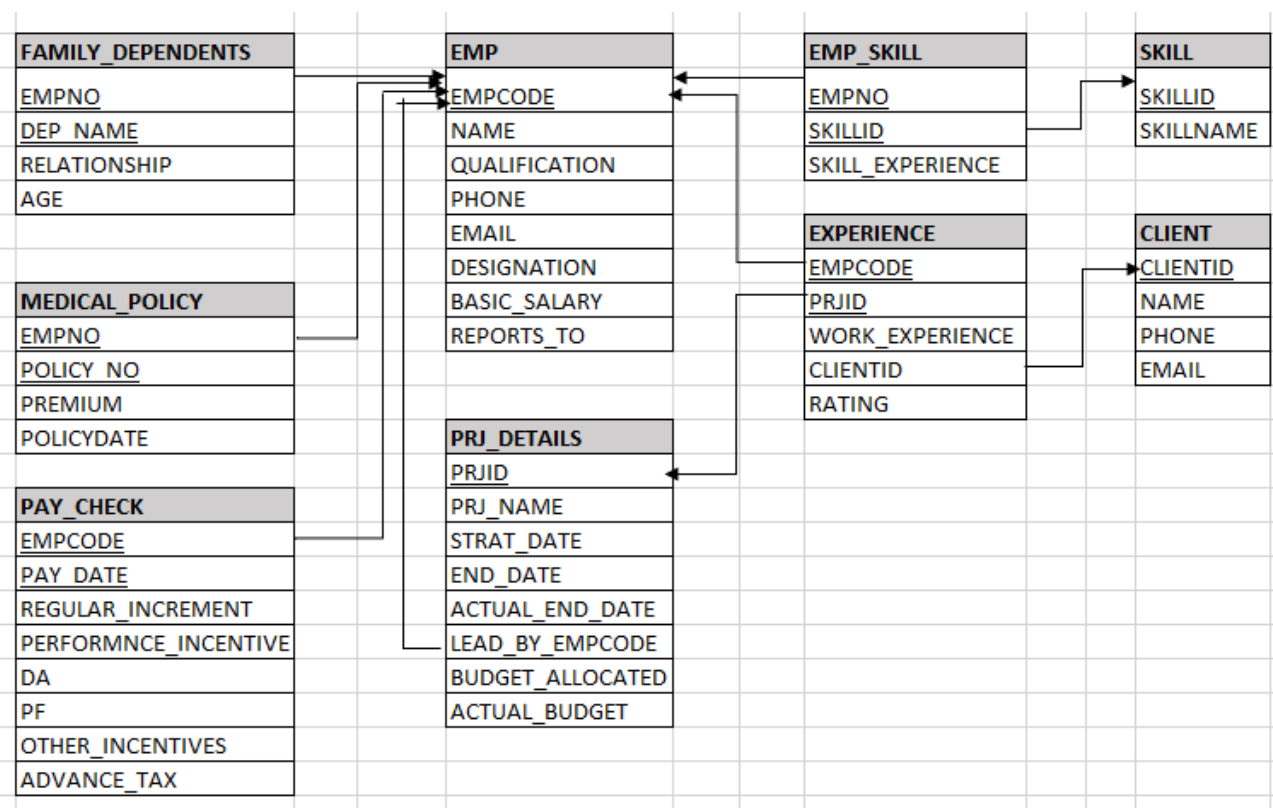 FAMILY_DEPENDENTS
EMPNO
DEP_NAME
RELATIONSHIP
AGE
MEDICAL_POLICY
EMPNO
POLICY_NO
PREMIUM
POLICYDATE
PAY_CHECK
EMPCODE
PAY_DATE
REGULAR_INCREMENT
PERFORMNCE_INCENTIVE
DA
PF
OTHER_INCENTIVES
ADVANCE_TAX
EMP
EMPCODE
NAME
QUALIFICATION
PHONE
EMAIL
DESIGNATION
BASIC_SALARY
REPORTS_TO
PRJ_DETAILS
PRJID
PRJ_NAME
STRAT_DATE
END_DATE
ACTUAL_END_DATE
LEAD_BY_EMPCODE
BUDGET_ALLOCATED
ACTUAL_BUDGET
EMP_SKILL
EMPNO
SKILLID
SKILL_EXPERIENCE
EXPERIENCE
EMPCODE
PRJID
WORK_EXPERIENCE
CLIENTID
RATING
SKILL
SKILLID
SKILLNAME
CLIENT
CLIENTID
NAME
PHONE
EMAIL